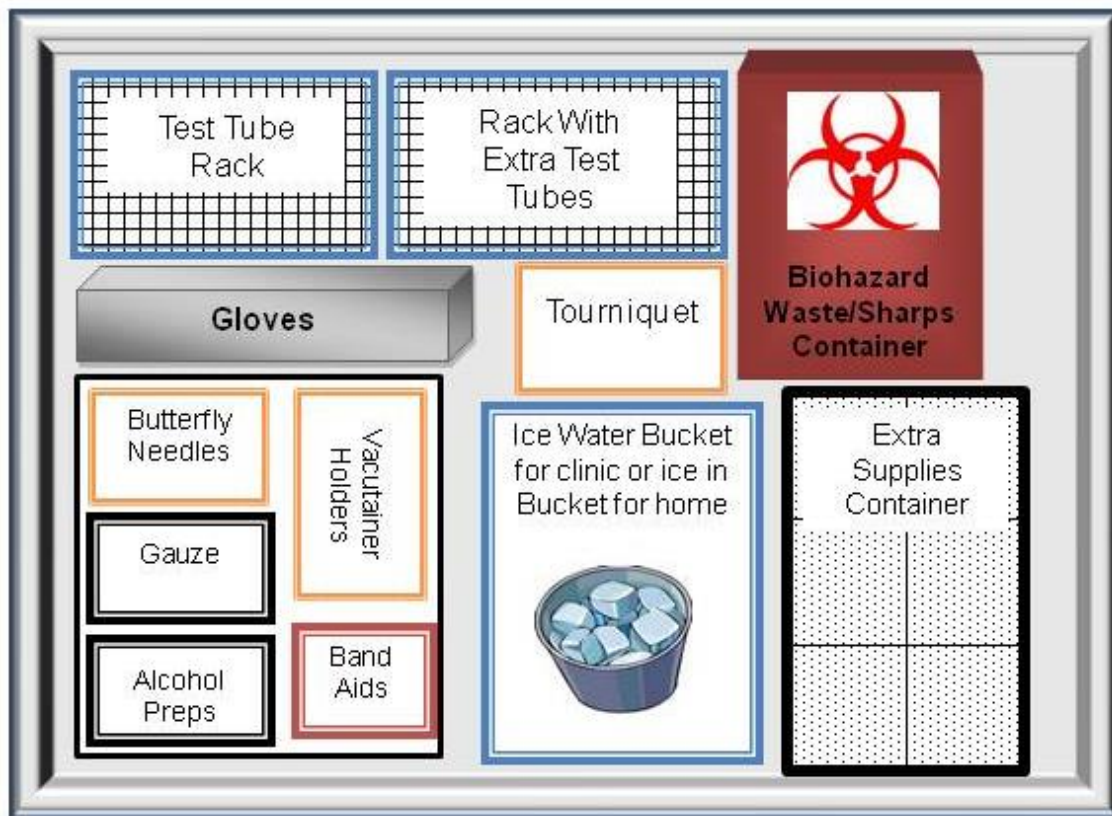 Test Tube
Rack
Rack With
Extra Test
Tubes
Biohazard
Waste/Sharps
Container
Gloves
Tourniquet
Butterfly
Needles
Vacutainer
Holders
Gauze
Alcohol
Preps
Band
Aids
Ice Water Bucket
for clinic or ice in
Bucket for home
Extra
Supplies
Container